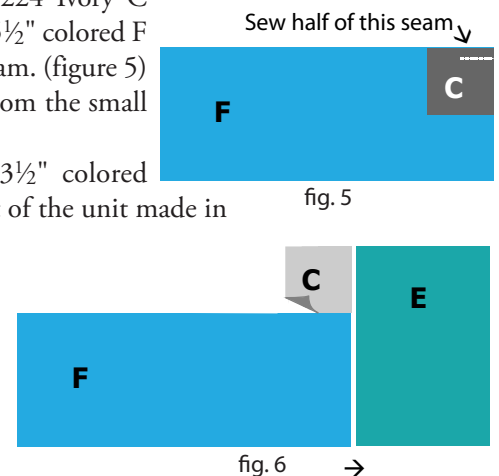 224 Ivory C
½" colored F
am. (figure 5)
om the small
3½" colored
of the unit made in
Sew half of this seam
C
F
fig. 5
C
E
F
fig. 6 →